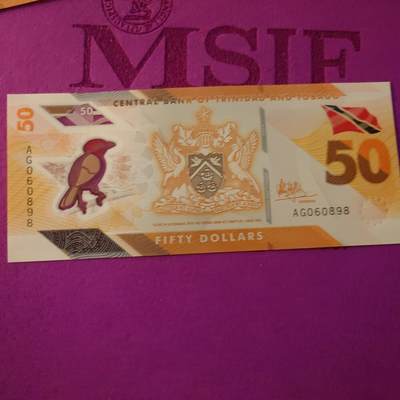 MSIF
CENTRAL BANK OF TRINIDAD AND TOBAGO
50
50
50
AG060898
AG060898
FIFTY DOLLARS